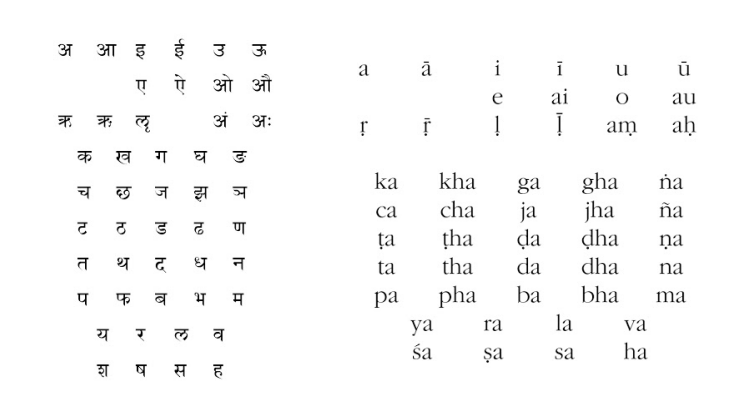 अ आ इ ई उ ऊ
ए ऐ ओ औ
ऋ ऋ लृ अं अः
क ख ग घ ङ
च छ ज झ ञ
ट ठ ड ढ ण
त थ द ध न
प फ ब भ म
य र ल व
श ष स ह
a ā i ī u ū
e ai o au
ṛ ṝ ḷ ḹ aṃ aḥ
ka kha ga gha ṅa
ca cha ja jha ña
ṭa ṭha ḍa ḍha ṇa
ta tha da dha na
pa pha ba bha ma
ya ra la va
śa ṣa sa ha